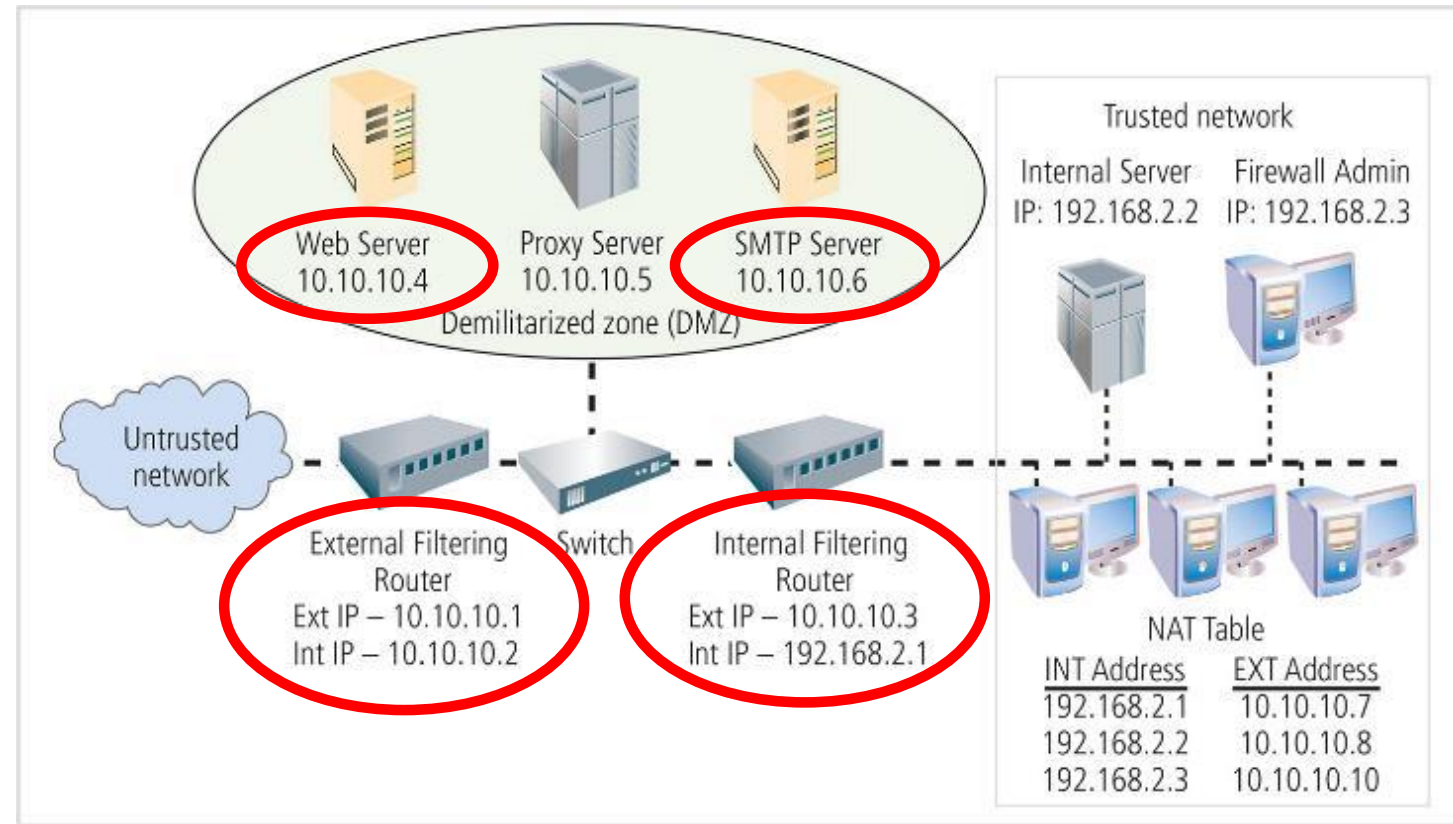 Web Server
10.10.10.4
Proxy Server
10.10.10.5
SMTP Server
10.10.10.6
Demilitarized zone (DMZ)
Trusted network
Internal Server
IP: 192.168.2.2
Firewall Admin
IP: 192.168.2.3
Untrusted
network
External Filtering
Router
Ext IP – 10.10.10.1
Int IP – 10.10.10.2
Switch
Internal Filtering
Router
Ext IP – 10.10.10.3
Int IP – 192.168.2.1
NAT Table
INT Address EXT Address
192.168.2.1 10.10.10.7
192.168.2.2 10.10.10.8
192.168.2.3 10.10.10.10